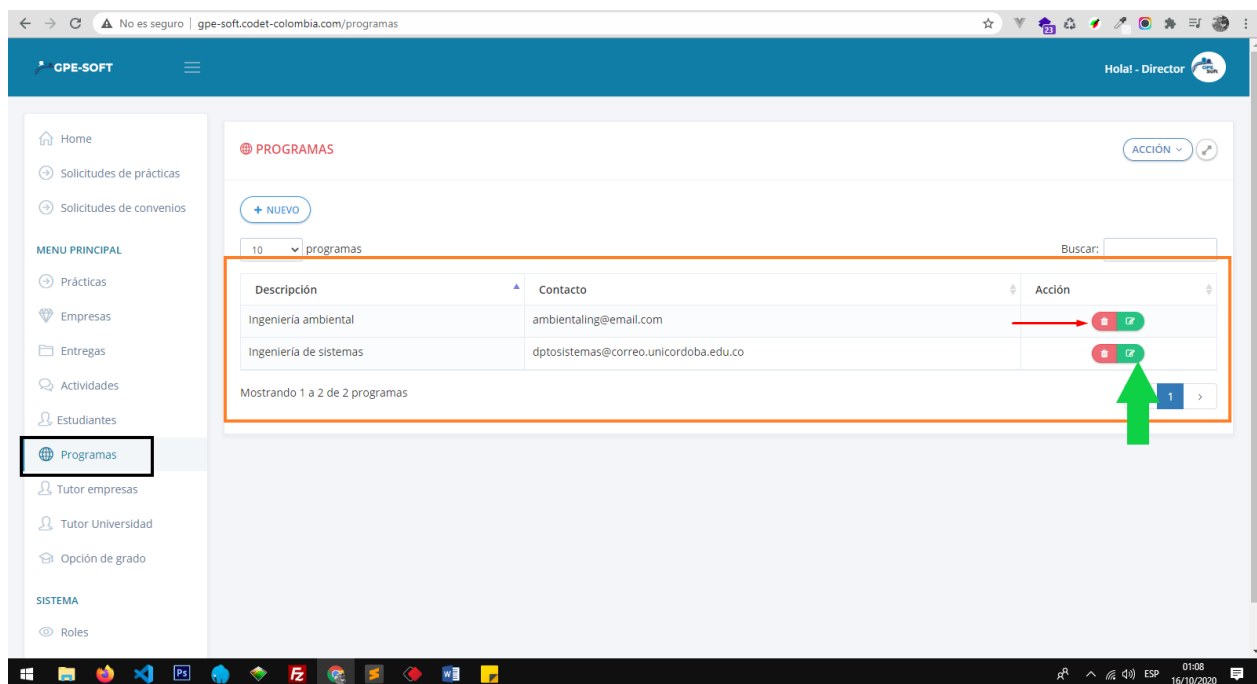 No es seguro | gpe-soft.codet-colombia.com/programas
23
GPE-SOFT
Hola! - Director
Home
Solicitudes de prácticas
Solicitudes de convenios
MENU PRINCIPAL
Prácticas
Empresas
Entregas
Actividades
Estudiantes
Programas
Tutor empresas
Tutor Universidad
Opción de grado
SISTEMA
Roles
PROGRAMAS
ACCIÓN
+ NUEVO
10 programas
Buscar:
Descripción Contacto Acción
Ingeniería ambiental ambientaling@email.com
Ingeniería de sistemas dptosistemas@correo.unicordoba.edu.co
Mostrando 1 a 2 de 2 programas
1
Ps
ESP
01:08
16/10/2020